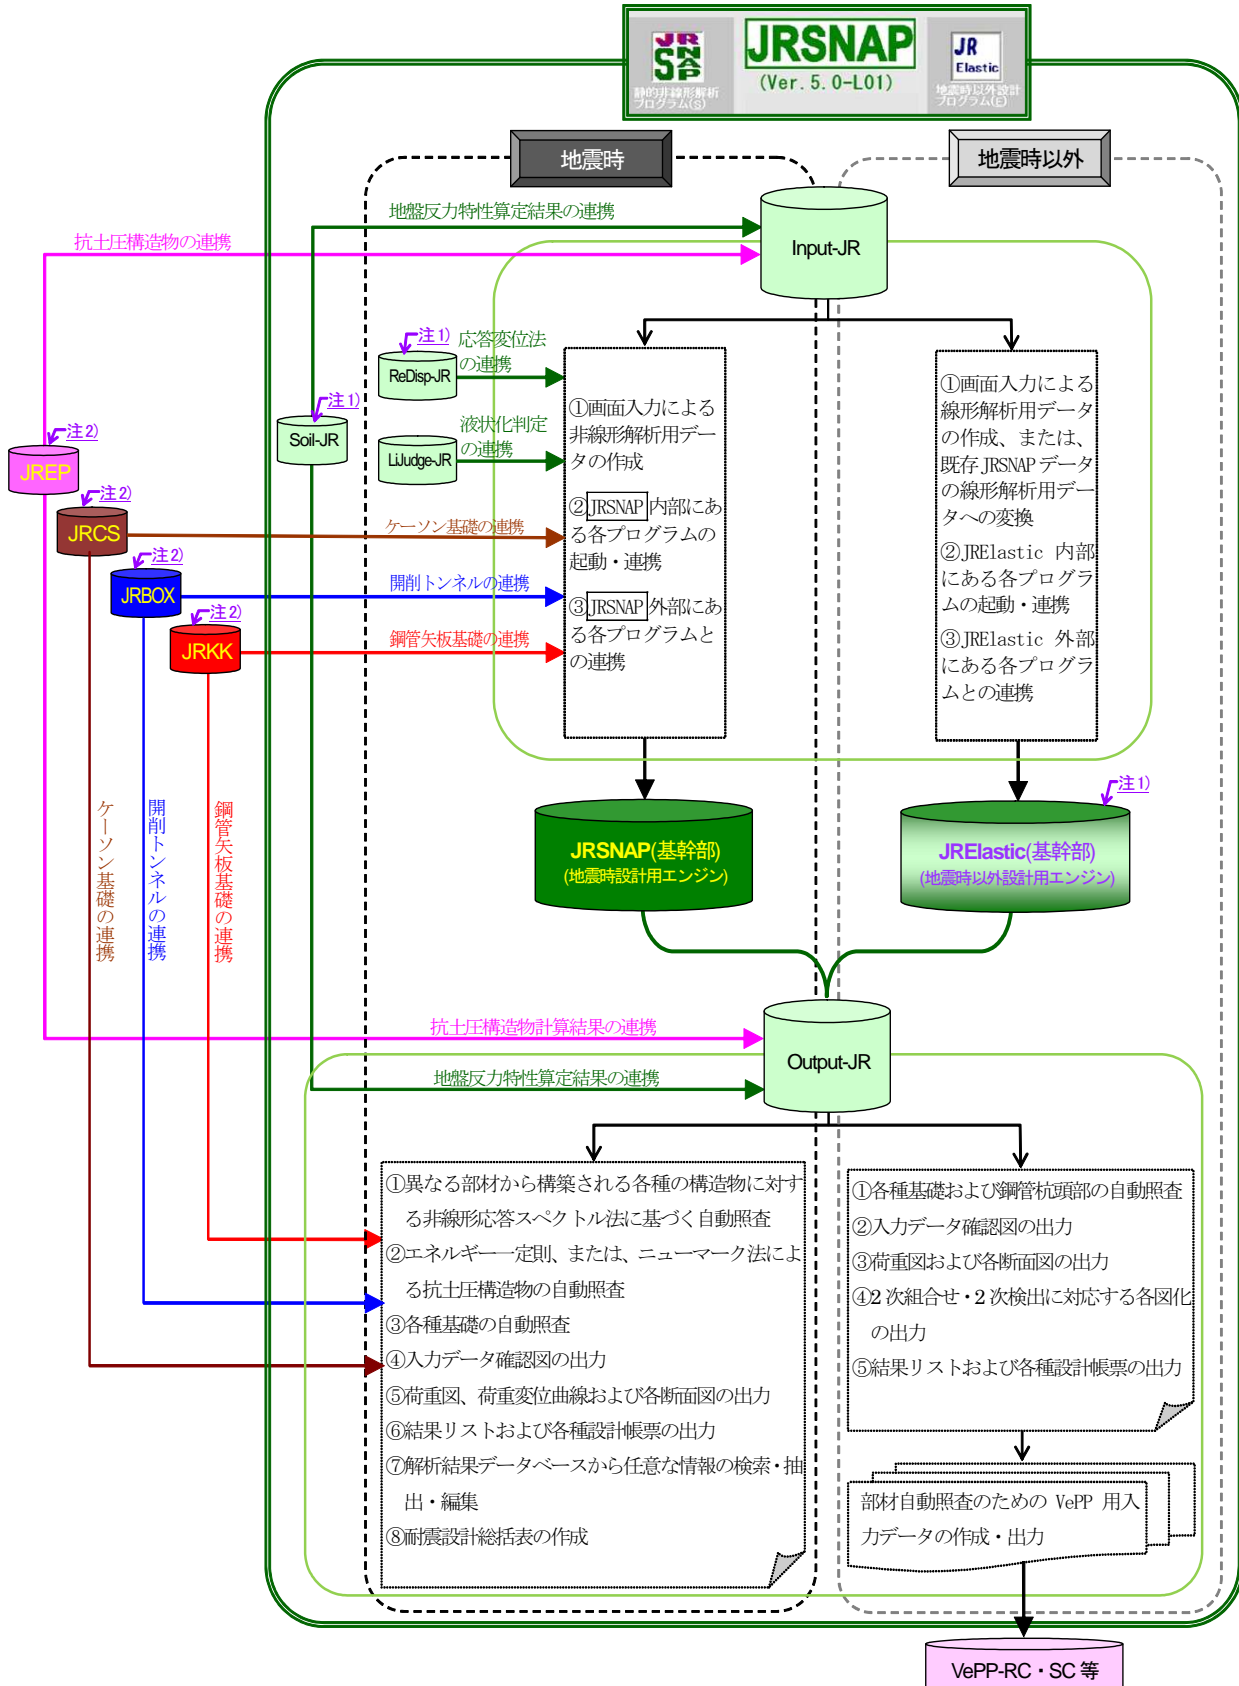 JR
SNAP
静的非線形解析
プログラム(S)
JRSNAP
(Ver. 5.0-L01)
JR
Elastic
地震時以外設計
プログラム(E)
地震時
地震時以外
地盤反力特性算定結果の連携
抗土圧構造物の連携
Input-JR
注1)
応答変位法
の連携
ReDisp-JR
注1)
Soil-JR
液状化判定
の連携
LiJudge-JR
注2)
JREP
注2)
JRCS
ケーソン基礎の連携
注2)
JRBOX
開削トンネルの連携
注2)
JRKK
鋼管矢板基礎の連携
①画面入力による
非線形解析用デー
タの作成
②JRSNAP内部にあ
る各プログラムの
起動・連携
③JRSNAP外部にあ
る各プログラムと
の連携
①画面入力による
線形解析用データ
の作成、または、
既存JRSNAPデータ
の線形解析用デー
タへの変換
②JRElastic 内部
にある各プログラ
ムの起動・連携
③JRElastic 外部
にある各プログラ
ムとの連携
ケーソン基礎の連携
開削トンネルの連携
鋼管矢板基礎の連携
JRSNAP(基幹部)
(地震時設計用エンジン)
注1)
JRElastic(基幹部)
(地震時以外設計用エンジン)
抗土圧構造物計算結果の連携
地盤反力特性算定結果の連携
Output-JR
①異なる部材から構築される各種の構造物に対す
る非線形応答スペクトル法に基づく自動照査
②エネルギー一定則、または、ニューマーク法によ
る抗土圧構造物の自動照査
③各種基礎の自動照査
④入力データ確認図の出力
⑤荷重図、荷重変位曲線および各断面図の出力
⑥結果リストおよび各種設計帳票の出力
⑦解析結果データベースから任意な情報の検索・抽
出・編集
⑧耐震設計総括表の作成
①各種基礎および鋼管杭頭部の自動照査
②入力データ確認図の出力
③荷重図および各断面図の出力
④2次組合せ・2次検出に対応する各図化
の出力
⑤結果リストおよび各種設計帳票の出力
部材自動照査のための VePP 用入
力データの作成・出力
VePP-RC・SC等